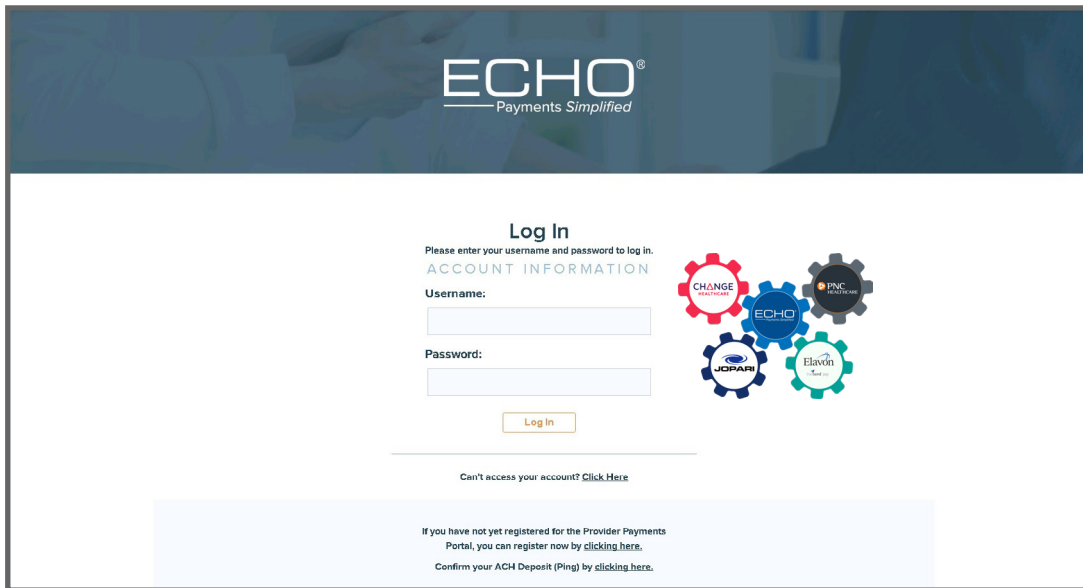 ECHO®
Payments Simplified
Log In
Please enter your username and password to log in.
ACCOUNT INFORMATION
Username:
Password:
Log In
CHANGE
HEALTHCARE
PNC
HEALTHCARE
ECHO
Payments Simplified
JOPARI
Elavon
Can't access your account? Click Here
If you have not yet registered for the Provider Payments
Portal, you can register now by clicking here.
Confirm your ACH Deposit (Ping) by clicking here.